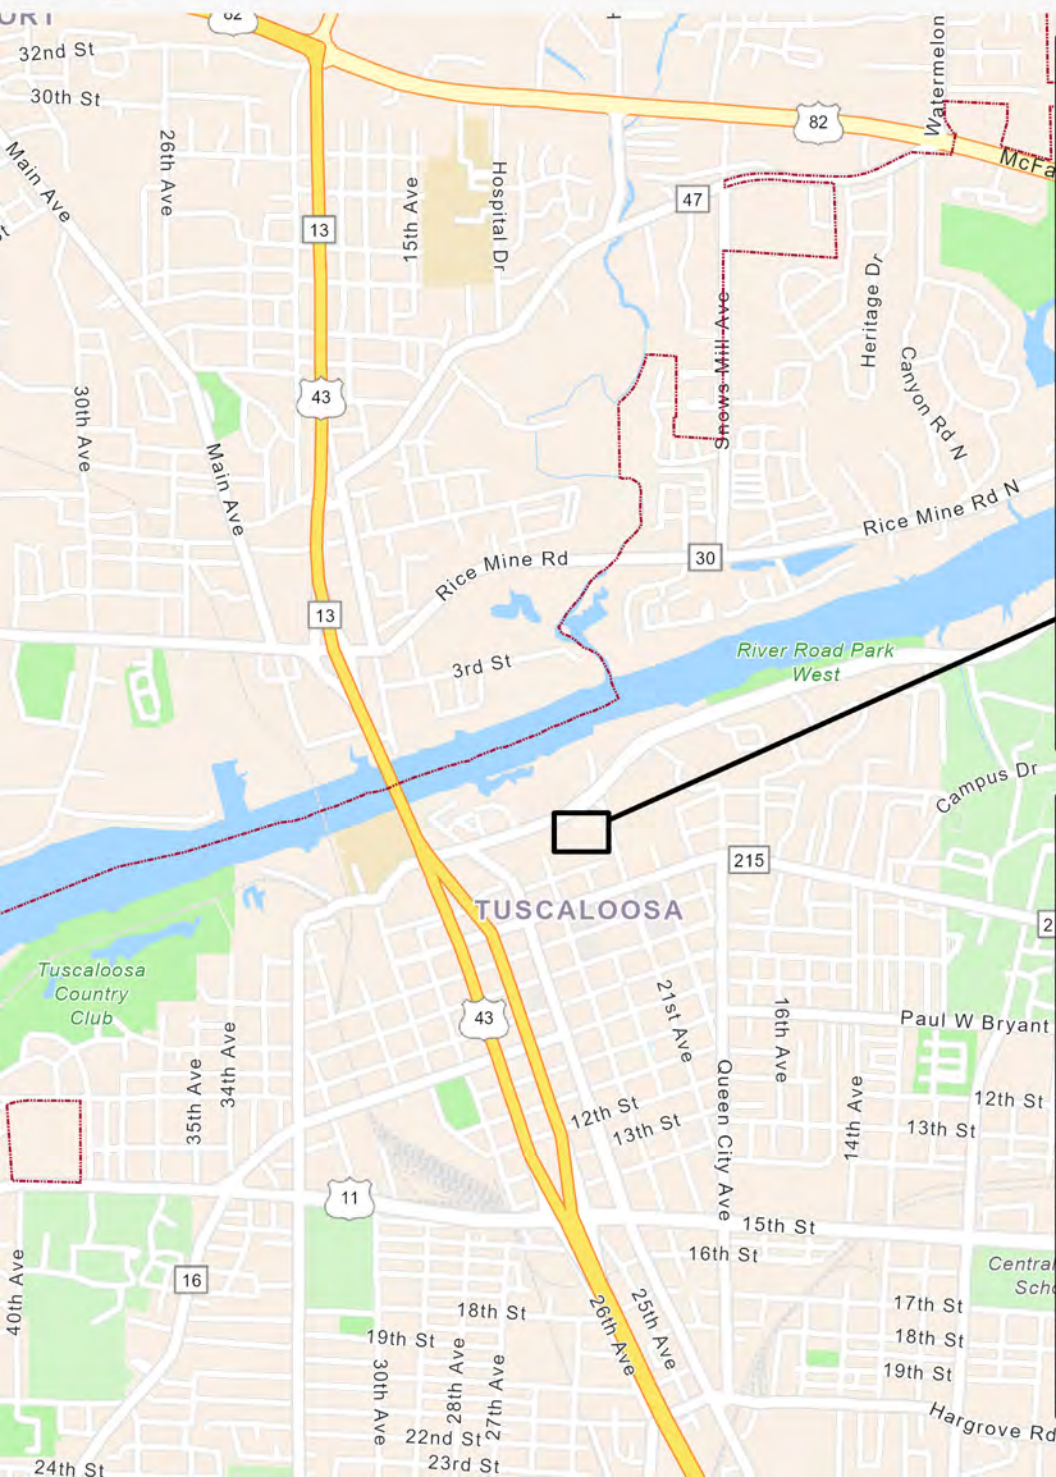 82
32nd St
30th St
Main Ave
26th Ave
15th Ave
Hospital Dr
13
47
82
Watermelon
Heritage Dr
Snows Mill Ave
Canyon Rd N
43
30th Ave
Main Ave
Rice Mine Rd
30
Rice Mine Rd N
13
3rd St
River Road Park
West
Campus Dr
215
TUSCALOOSA
Tuscaloosa
Country
Club
43
21st Ave
16th Ave
Paul W Bryant
35th Ave
34th Ave
12th St
13th St
Queen City Ave
14th Ave
12th St
13th St
11
15th St
16th St
16
40th Ave
Central
18th St
19th St
30th Ave
28th Ave
27th Ave
26th Ave
25th Ave
17th St
18th St
19th St
22nd St
23rd St
24th St
Hargrove Rd